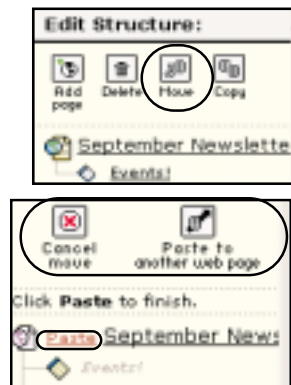 Edit Structure:
Add page Delete Move Copy
September Newslette
Events!
Cancel move Paste to another web page
Click Paste to finish.
Paste September News
Events!